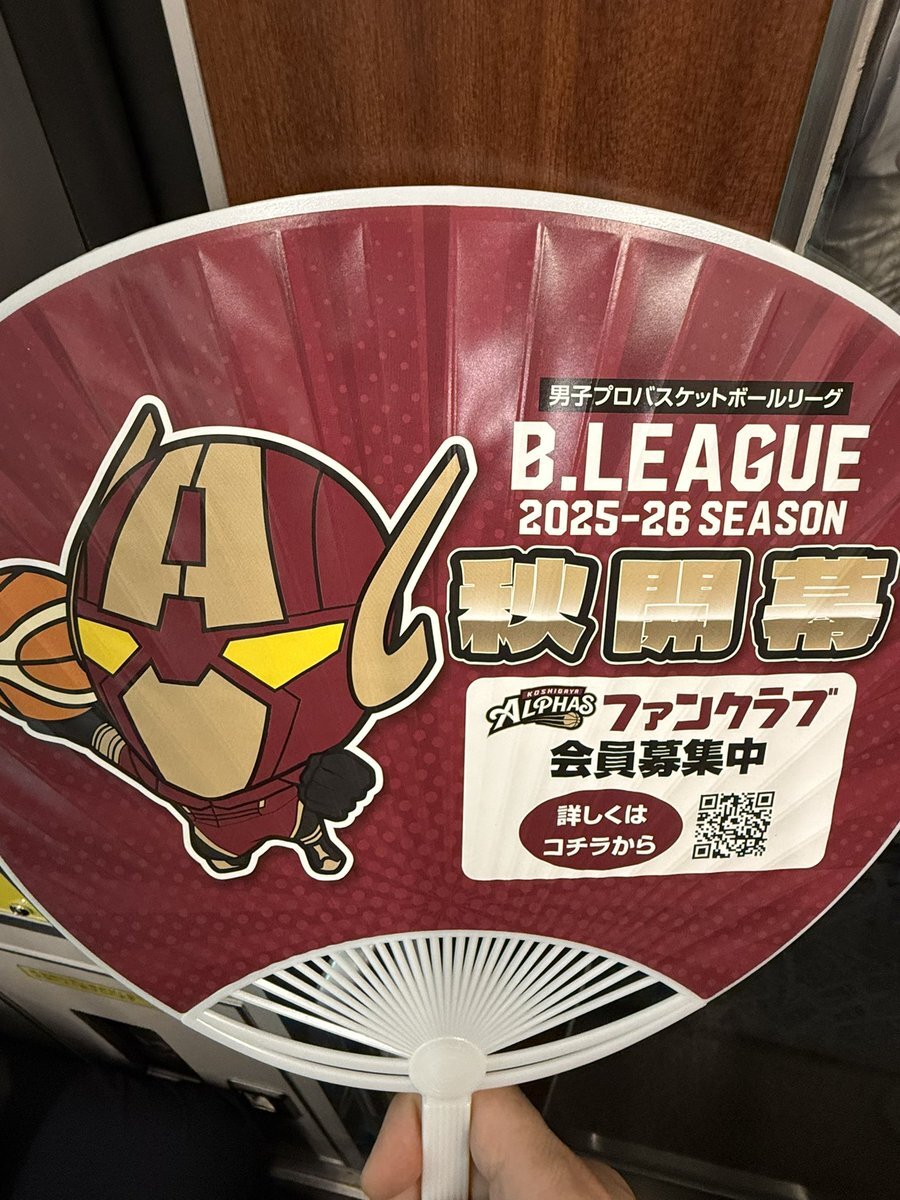 A
男子プロバスケットボールリーグ
B.LEAGUE
2025-26 SEASON
秋開幕
KOSHIGAYA
ALPHAS
ファンクラブ
会員募集中
詳しくは
コチラから